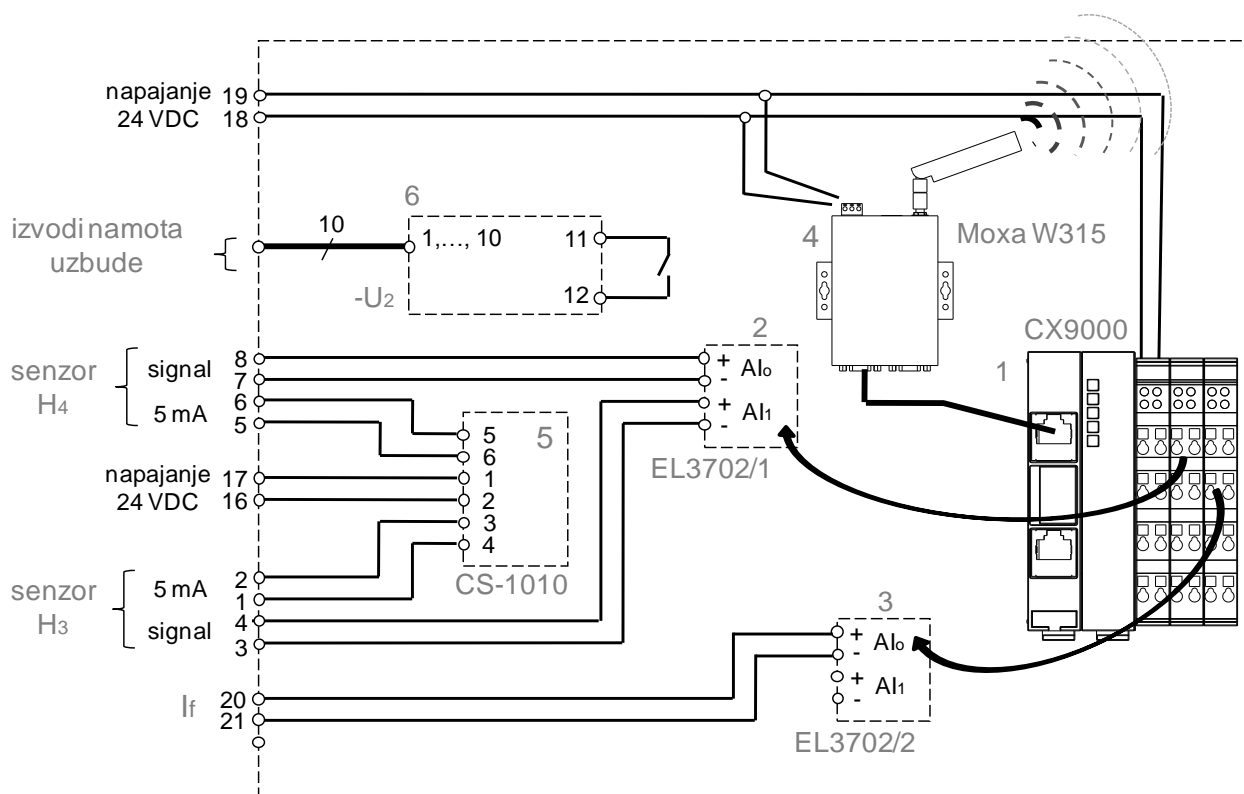 napajanje 19
24 VDC 18
izvodi namota
uzbude
10
6
1,..., 10
11
12
-U2
4
Moxa W315
CX9000
1
senzor
H4
signal
8
7
5 mA
6
5
2
+ AI0
-
+ AI1
-
EL3702/1
napajanje 17
24 VDC 16
5
5
6
1
2
3
4
CS-1010
senzor
H3
5 mA
2
1
signal
4
3
3
+ AI0
-
+ AI1
-
EL3702/2
If
20
21